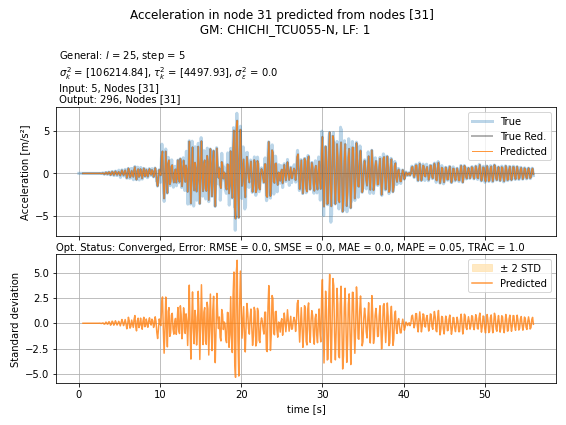 Acceleration in node 31 predicted from nodes [31]
GM: CHICHI_TCU055-N, LF: 1
General: l = 25, step = 5
σ²ₖ = [106214.84], τ²ₖ = [4497.93], σ²ε = 0.0
Input: 5, Nodes [31]
Output: 296, Nodes [31]
Acceleration [m/s²]
5
0
−5
True
True Red.
Predicted
Opt. Status: Converged, Error: RMSE = 0.0, SMSE = 0.0, MAE = 0.0, MAPE = 0.05, TRAC = 1.0
Standard deviation
5.0
2.5
0.0
−2.5
−5.0
± 2 STD
Predicted
0 10 20 30 40 50
time [s]